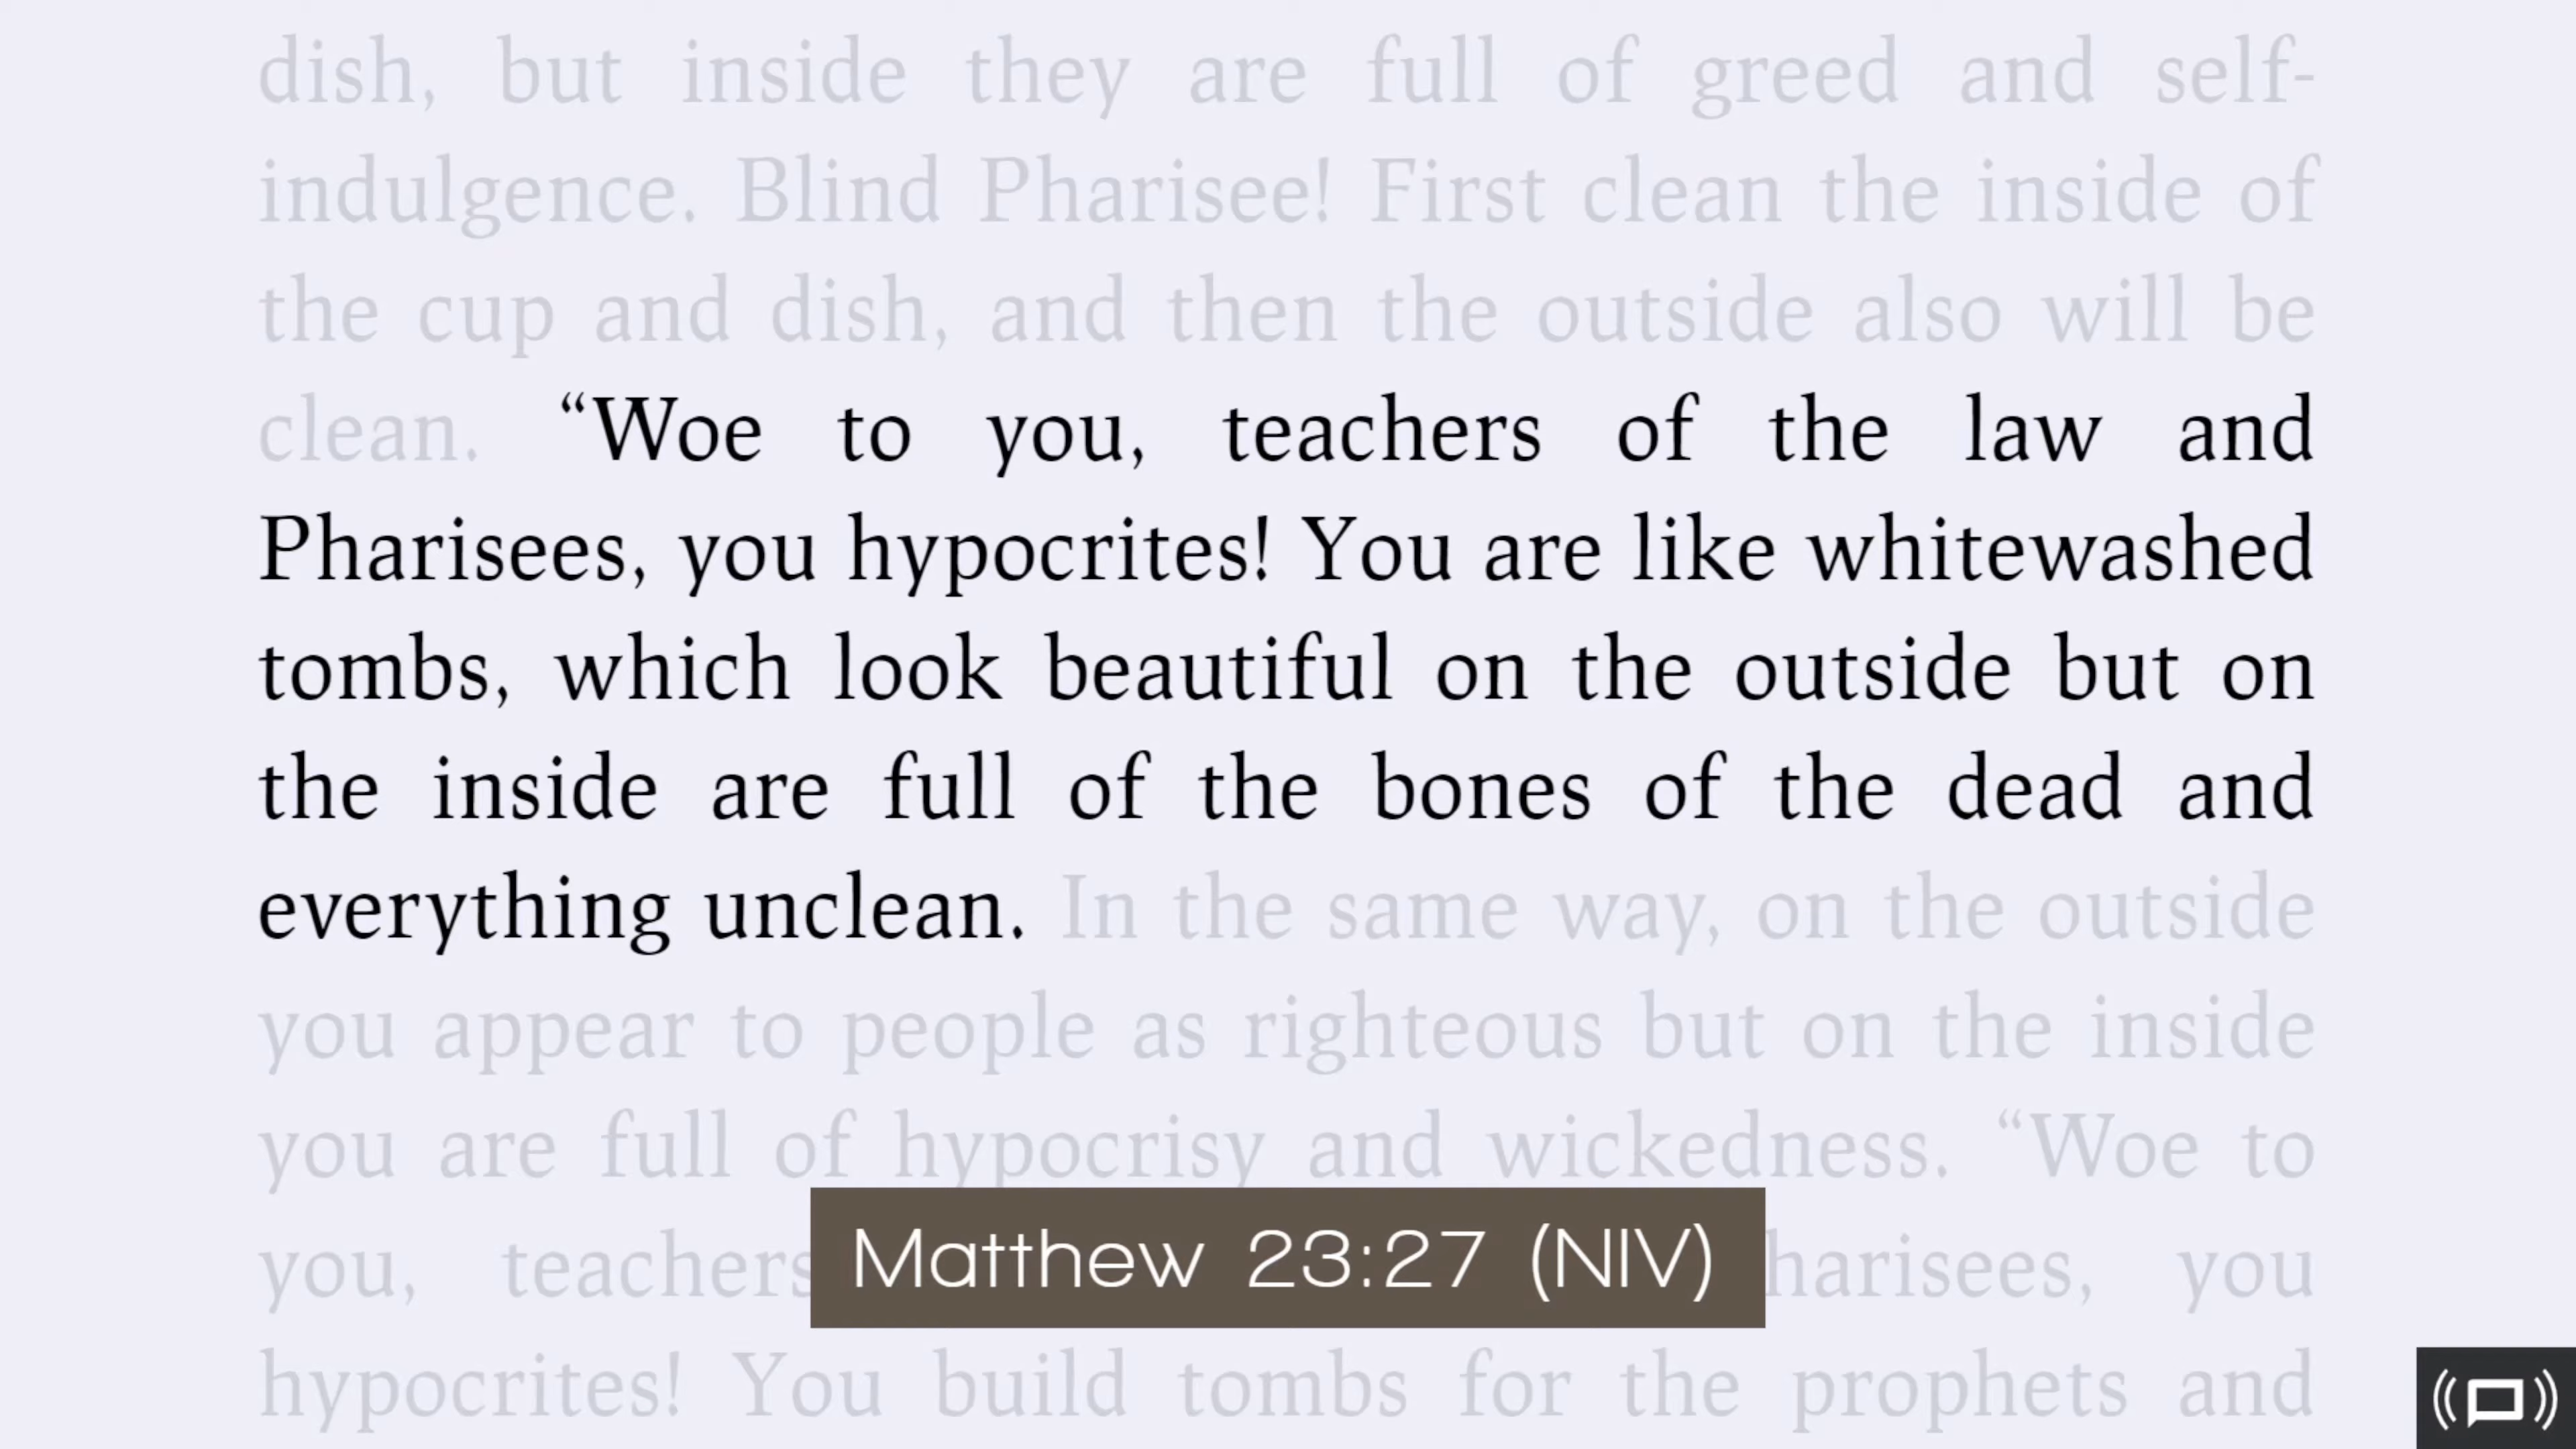 dish, but inside they are full of greed and self-
indulgence. Blind Pharisee! First clean the inside of
the cup and dish, and then the outside also will be
clean. “Woe to you, teachers of the law and
Pharisees, you hypocrites! You are like whitewashed
tombs, which look beautiful on the outside but on
the inside are full of the bones of the dead and
everything unclean. In the same way, on the outside
you appear to people as righteous but on the inside
you are full of hypocrisy and wickedness. “Woe to
you, teachers harisees, you
Matthew 23:27 (NIV)
hypocrites! You build tombs for the prophets and